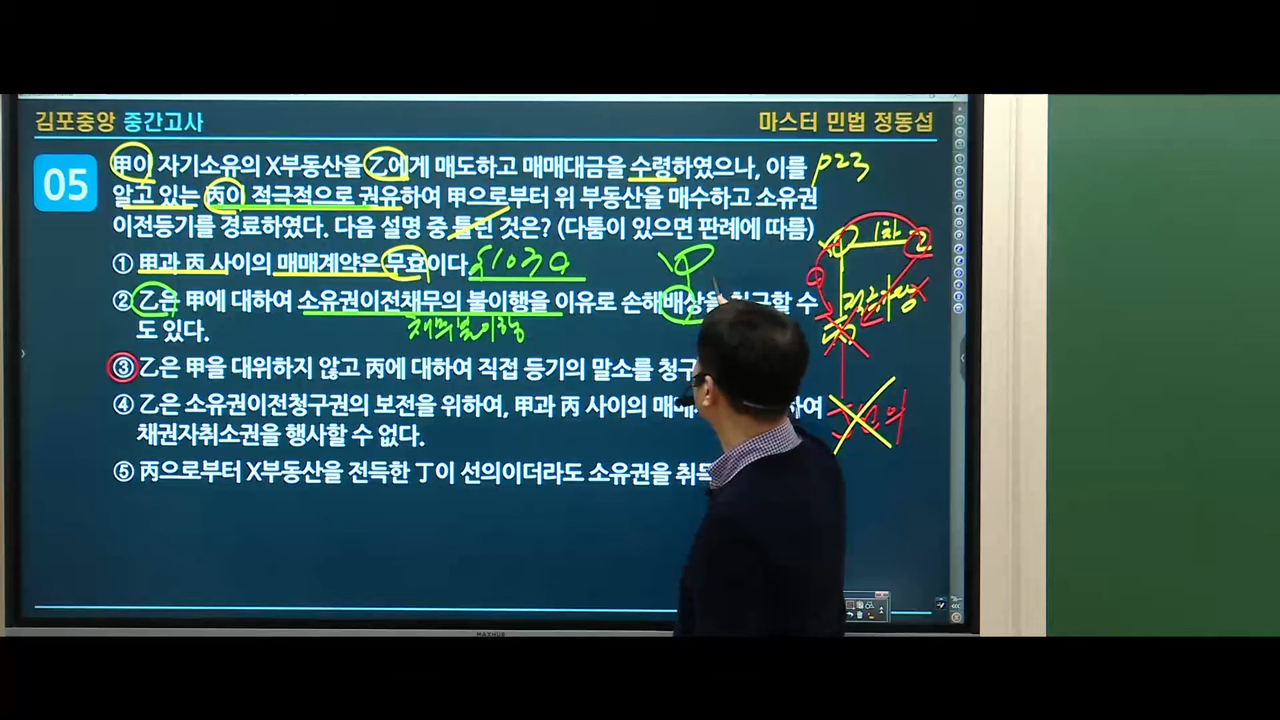 김포중앙 중간고사
마스터 민법 정동섭
05
甲이 자기소유의 X부동산을 乙에게 매도하고 매매대금을 수령하였으나, 이를
알고 있는 丙이 적극적으로 권유하여 甲으로부터 위 부동산을 매수하고 소유권
이전등기를 경료하였다. 다음 설명 중 틀린 것은? (다툼이 있으면 판례에 따름)
p23
① 甲과 丙 사이의 매매계약은 무효이다.
§103
② 乙은 甲에 대하여 소유권이전채무의 불이행을 이유로 손해배상을 청구할 수
도 있다.
채무불이행
③ 乙은 甲을 대위하지 않고 丙에 대하여 직접 등기의 말소를 청구
④ 乙은 소유권이전청구권의 보전을 위하여, 甲과 丙 사이의 매매 하여
채권자취소권을 행사할 수 없다.
⑤ 丙으로부터 X부동산을 전득한 丁이 선의이더라도 소유권을 취득
1차
선의
MAXHUB